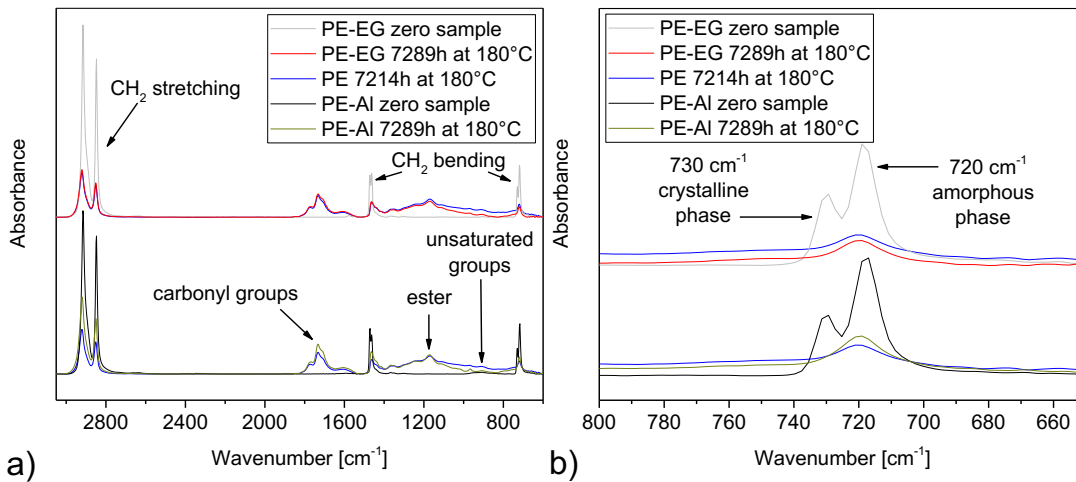 PE-EG zero sample
PE-EG 7289h at 180°C
PE 7214h at 180°C
PE-Al zero sample
PE-Al 7289h at 180°C
CH₂ stretching
CH₂ bending
unsaturated
groups
carbonyl groups
ester
Absorbance
2800
2400
2000
1600
1200
800
Wavenumber [cm⁻¹]
a)
PE-EG zero sample
PE-EG 7289h at 180°C
PE 7214h at 180°C
PE-Al zero sample
PE-Al 7289h at 180°C
730 cm⁻¹
crystalline
phase
720 cm⁻¹
amorphous
phase
Absorbance
800
780
760
740
720
700
680
660
Wavenumber [cm⁻¹]
b)